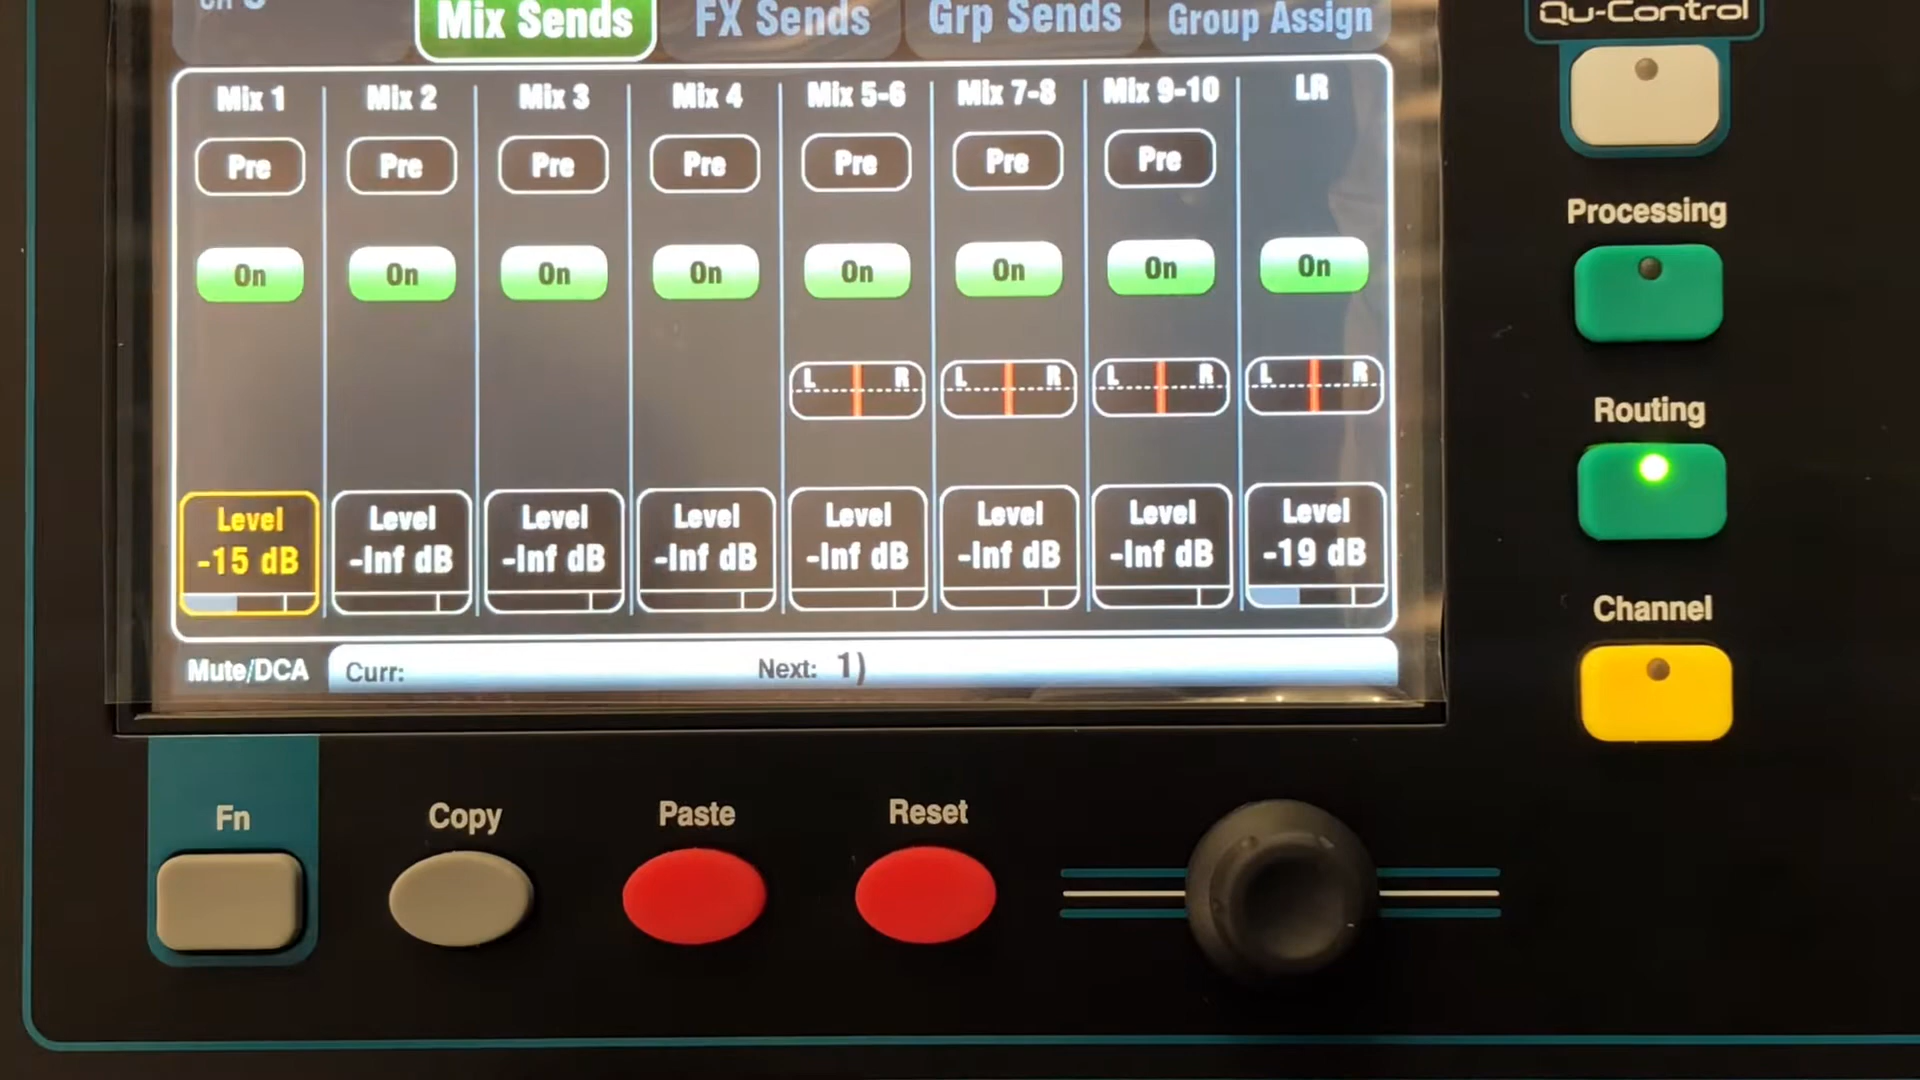 Mix Sends FX Sends Grp Sends Group Assign
Qu-Control
Mix 1 Mix 2 Mix 3 Mix 4 Mix 5-6 Mix 7-8 Mix 9-10 LR
Pre Pre Pre Pre Pre Pre Pre
Processing
On On On On On On On On
L R L R L R L R
Routing
Level Level Level Level Level Level Level Level
-15 dB -Inf dB -Inf dB -Inf dB -Inf dB -Inf dB -Inf dB -19 dB
Channel
Mute/DCA Curr: Next: 1)
Fn Copy Paste Reset